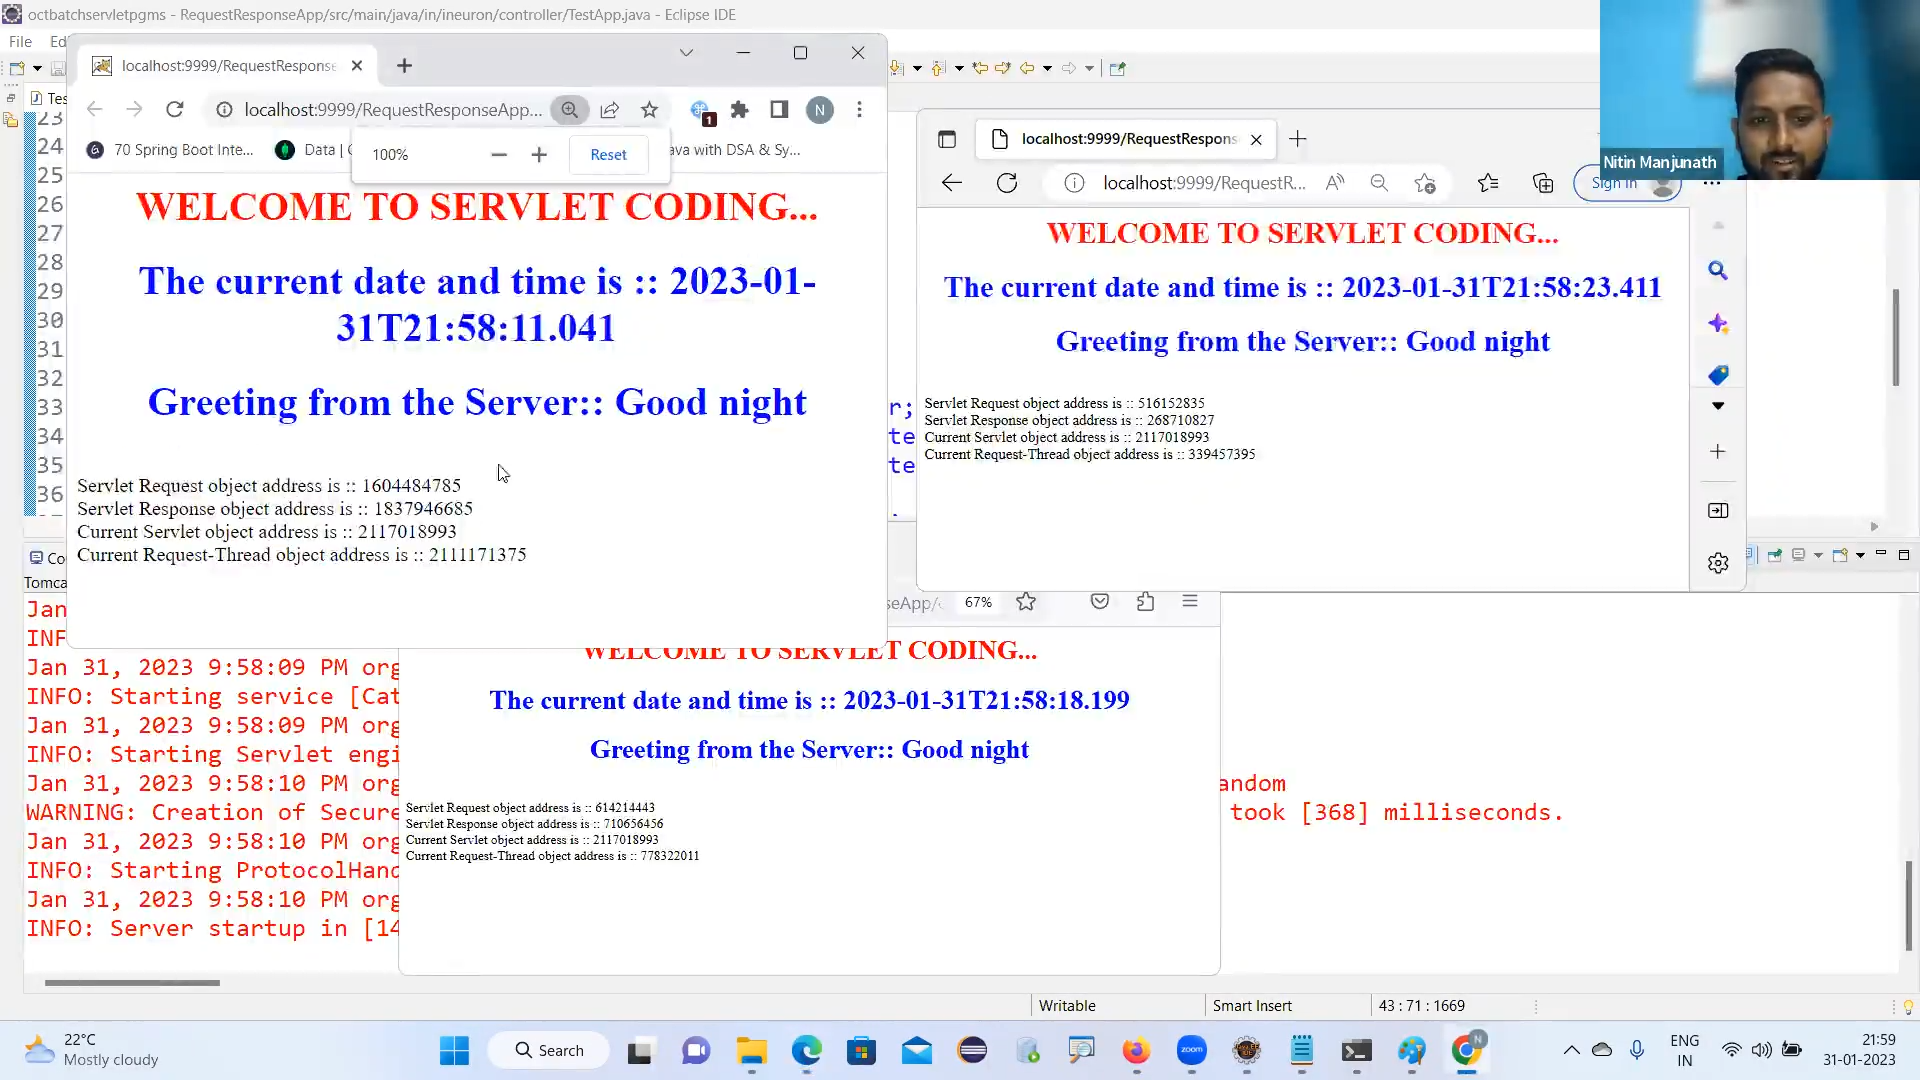 octbatchservletpgms - RequestResponseApp/src/main/java/in/ineuron/controller/TestApp.java - Eclipse IDE
File
localhost:9999/RequestResponse
localhost:9999/RequestResponseApp...
1
N
70 Spring Boot Inte...
Data |
ava with DSA & Sy...
100%
Reset
WELCOME TO SERVLET CODING...
The current date and time is :: 2023-01-
31T21:58:11.041
Greeting from the Server:: Good night
Servlet Request object address is :: 1604484785
Servlet Response object address is :: 1837946685
Current Servlet object address is :: 2117018993
Current Request-Thread object address is :: 2111171375
23
24
25
26
27
28
29
30
31
32
33
34
35
36
r;
te
te
localhost:9999/RequestRespons
localhost:9999/RequestR...
Sign in
Nitin Manjunath
WELCOME TO SERVLET CODING...
The current date and time is :: 2023-01-31T21:58:23.411
Greeting from the Server:: Good night
Servlet Request object address is :: 516152835
Servlet Response object address is :: 268710827
Current Servlet object address is :: 2117018993
Current Request-Thread object address is :: 339457395
seApp/
67%
WELCOME TO SERVLET CODING...
The current date and time is :: 2023-01-31T21:58:18.199
Greeting from the Server:: Good night
Servlet Request object address is :: 614214443
Servlet Response object address is :: 710656456
Current Servlet object address is :: 2117018993
Current Request-Thread object address is :: 778322011
Co
Tomca
Jan
INF
Jan 31, 2023 9:58:09 PM org
INFO: Starting service [Cat
Jan 31, 2023 9:58:09 PM org
INFO: Starting Servlet engi
Jan 31, 2023 9:58:10 PM org
andom
WARNING: Creation of Secure
took [368] milliseconds.
Jan 31, 2023 9:58:10 PM org
INFO: Starting ProtocolHand
Jan 31, 2023 9:58:10 PM org
INFO: Server startup in [14
Writable
Smart Insert
43 : 71 : 1669
22°C
Mostly cloudy
Search
zoom
N
ENG
IN
21:59
31-01-2023